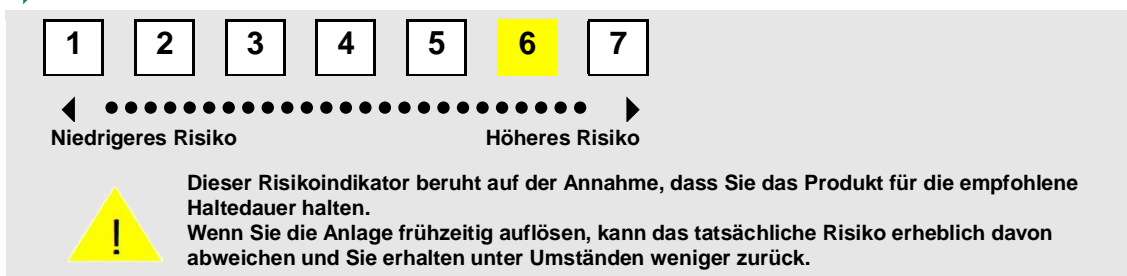 1 2 3 4 5 6 7
Niedrigeres Risiko Höheres Risiko
Dieser Risikoindikator beruht auf der Annahme, dass Sie das Produkt für die empfohlene
Haltedauer halten.
!
Wenn Sie die Anlage frühzeitig auflösen, kann das tatsächliche Risiko erheblich davon
abweichen und Sie erhalten unter Umständen weniger zurück.